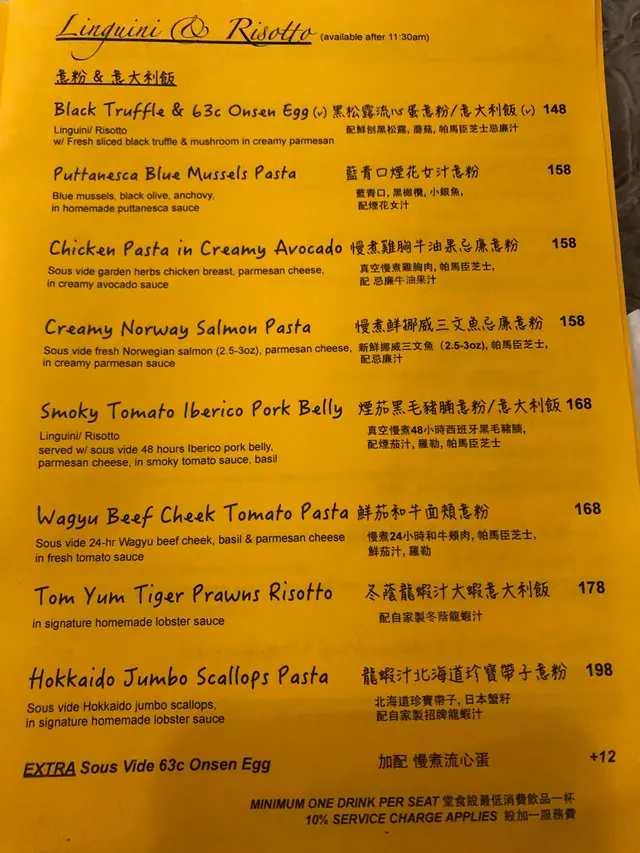 Linguini & Risotto (available after 11:30am)
意粉 & 意大利飯
Black Truffle & 63c Onsen Egg (v) 黑松露流心蛋意粉/意大利飯 (v) 148
Linguini/ Risotto 配鮮刨黑松露, 蘑菇, 帕馬臣芝士忌廉汁
w/ Fresh sliced black truffle & mushroom in creamy parmesan
Puttanesca Blue Mussels Pasta 藍青口煙花女汁意粉 158
Blue mussels, black olive, anchovy, 藍青口, 黑橄欖, 小銀魚,
in homemade puttanesca sauce 配煙花女汁
Chicken Pasta in Creamy Avocado 慢煮雞胸牛油果忌廉意粉 158
Sous vide garden herbs chicken breast, parmesan cheese, 真空慢煮雞胸肉, 帕馬臣芝士,
in creamy avocado sauce 配 忌廉牛油果汁
Creamy Norway Salmon Pasta 慢煮鮮挪威三文魚忌廉意粉 158
Sous vide fresh Norwegian salmon (2.5-3oz), parmesan cheese, 新鮮挪威三文魚 (2.5-3oz), 帕馬臣芝士,
in creamy parmesan sauce 配忌廉汁
Smoky Tomato Iberico Pork Belly 煙茄黑毛豬腩意粉/意大利飯 168
Linguini/ Risotto 真空慢煮48小時西班牙黑毛豬腩,
served w/ sous vide 48 hours Iberico pork belly, 配煙茄汁, 羅勒, 帕馬臣芝士
parmesan cheese, in smoky tomato sauce, basil
Wagyu Beef Cheek Tomato Pasta 鮮茄和牛面頰意粉 168
Sous vide 24-hr Wagyu beef cheek, basil & parmesan cheese 慢煮24小時和牛頰肉, 帕馬臣芝士,
in fresh tomato sauce 鮮茄汁, 羅勒
Tom Yum Tiger Prawns Risotto 冬蔭龍蝦汁大蝦意大利飯 178
in signature homemade lobster sauce 配自家製冬蔭龍蝦汁
Hokkaido Jumbo Scallops Pasta 龍蝦汁北海道珍寶帶子意粉 198
Sous vide Hokkaido jumbo scallops, 北海道珍寶帶子, 日本蟹籽
in signature homemade lobster sauce 配自家製招牌龍蝦汁
EXTRA Sous Vide 63c Onsen Egg 加配 慢煮流心蛋 +12
MINIMUM ONE DRINK PER SEAT 堂食設最低消費飲品一杯
10% SERVICE CHARGE APPLIES 設加一服務費